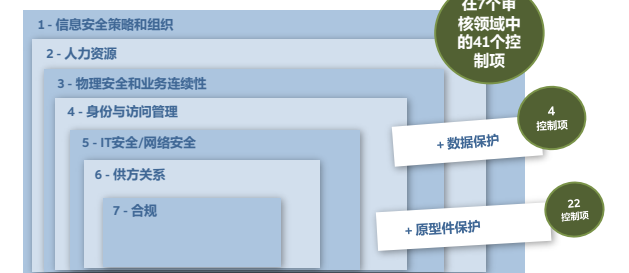 1 - 信息安全策略和组织
在7个审
核领域中
的41个控
制项
2 - 人力资源
3 - 物理安全和业务连续性
4 - 身份与访问管理
4
控制项
+ 数据保护
5 - IT安全/网络安全
6 - 供方关系
7 - 合规
22
控制项
+ 原型件保护